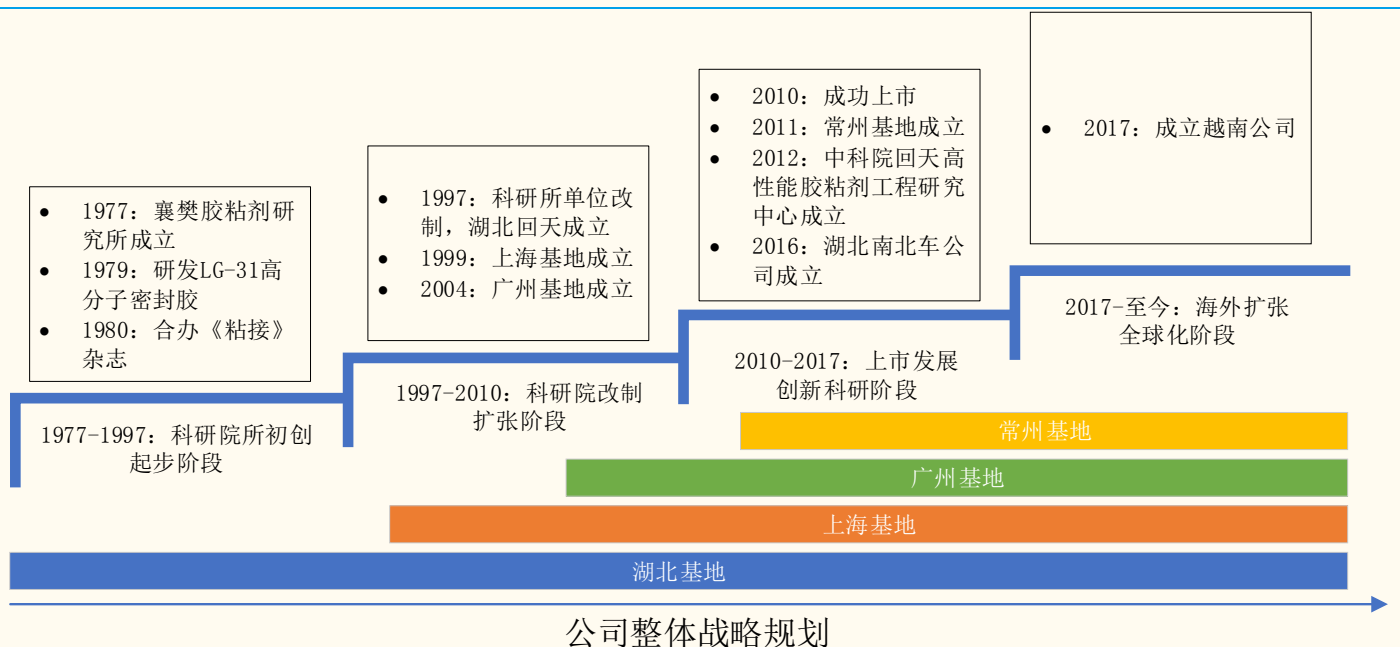 • 1977：襄樊胶粘剂研
究所成立
• 1979：研发LG-31高
分子密封胶
• 1980：合办《粘接》
杂志
1977-1997：科研院所初创
起步阶段
• 1997：科研所单位改
制，湖北回天成立
• 1999：上海基地成立
• 2004：广州基地成立
1997-2010：科研院改制
扩张阶段
• 2010：成功上市
• 2011：常州基地成立
• 2012：中科院回天高
性能胶粘剂工程研究
中心成立
• 2016：湖北南北车公
司成立
2010-2017：上市发展
创新科研阶段
• 2017：成立越南公司
2017-至今：海外扩张
全球化阶段
常州基地
广州基地
上海基地
湖北基地
公司整体战略规划